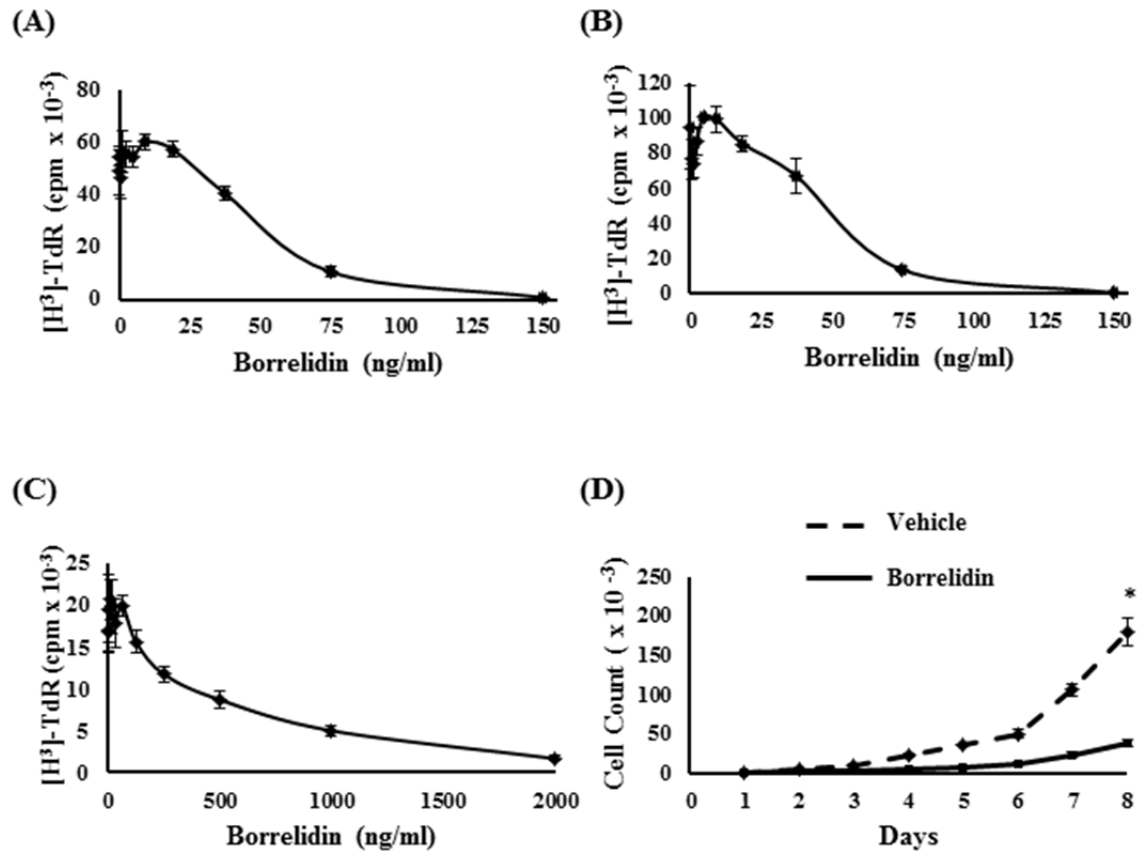 (A)
[H³]-TdR (cpm x 10⁻³)
80
60
40
20
0
0 25 50 75 100 125 150
Borrelidin (ng/ml)
(B)
[H³]-TdR (cpm x 10⁻³)
120
100
80
60
40
20
0
0 25 50 75 100 125 150
Borrelidin (ng/ml)
(C)
[H³]-TdR (cpm x 10⁻³)
25
20
15
10
5
0
0 500 1000 1500 2000
Borrelidin (ng/ml)
(D)
Vehicle
Borrelidin
Cell Count ( x 10 ⁻³)
250
200
150
100
50
0
*
0 1 2 3 4 5 6 7 8
Days